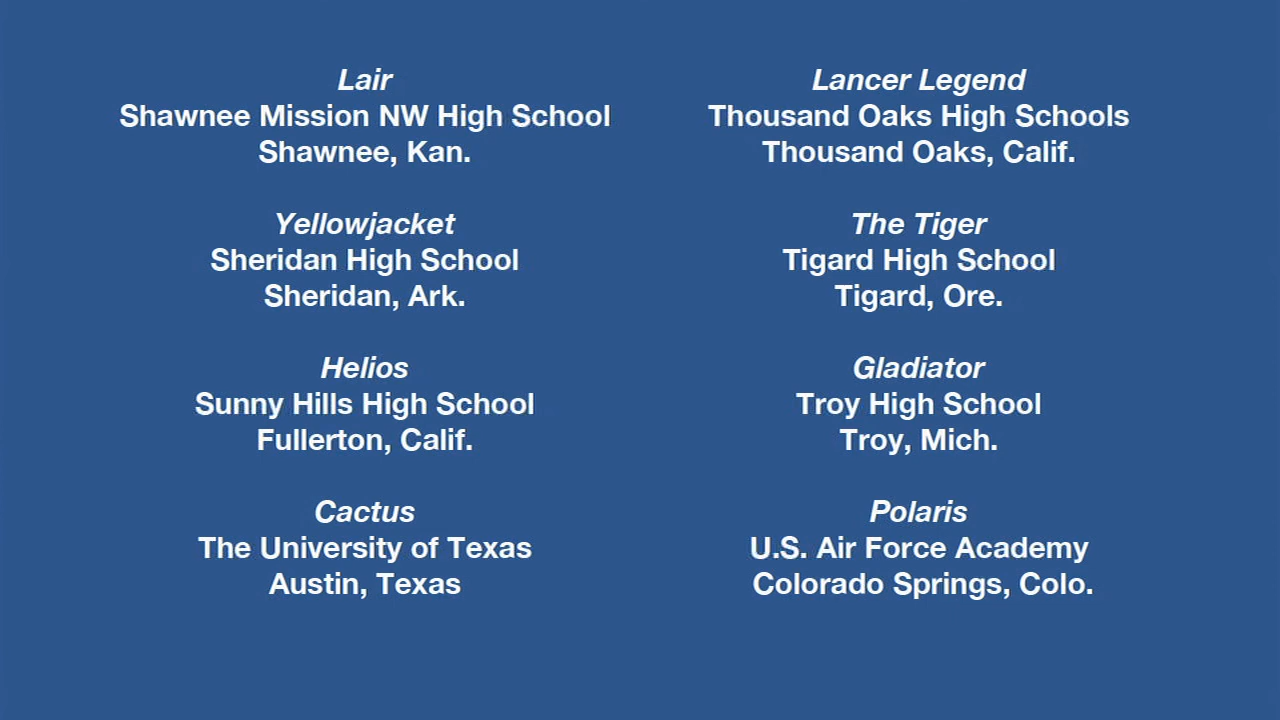 Lair
Shawnee Mission NW High School
Shawnee, Kan.
Yellowjacket
Sheridan High School
Sheridan, Ark.
Helios
Sunny Hills High School
Fullerton, Calif.
Cactus
The University of Texas
Austin, Texas
Lancer Legend
Thousand Oaks High Schools
Thousand Oaks, Calif.
The Tiger
Tigard High School
Tigard, Ore.
Gladiator
Troy High School
Troy, Mich.
Polaris
U.S. Air Force Academy
Colorado Springs, Colo.